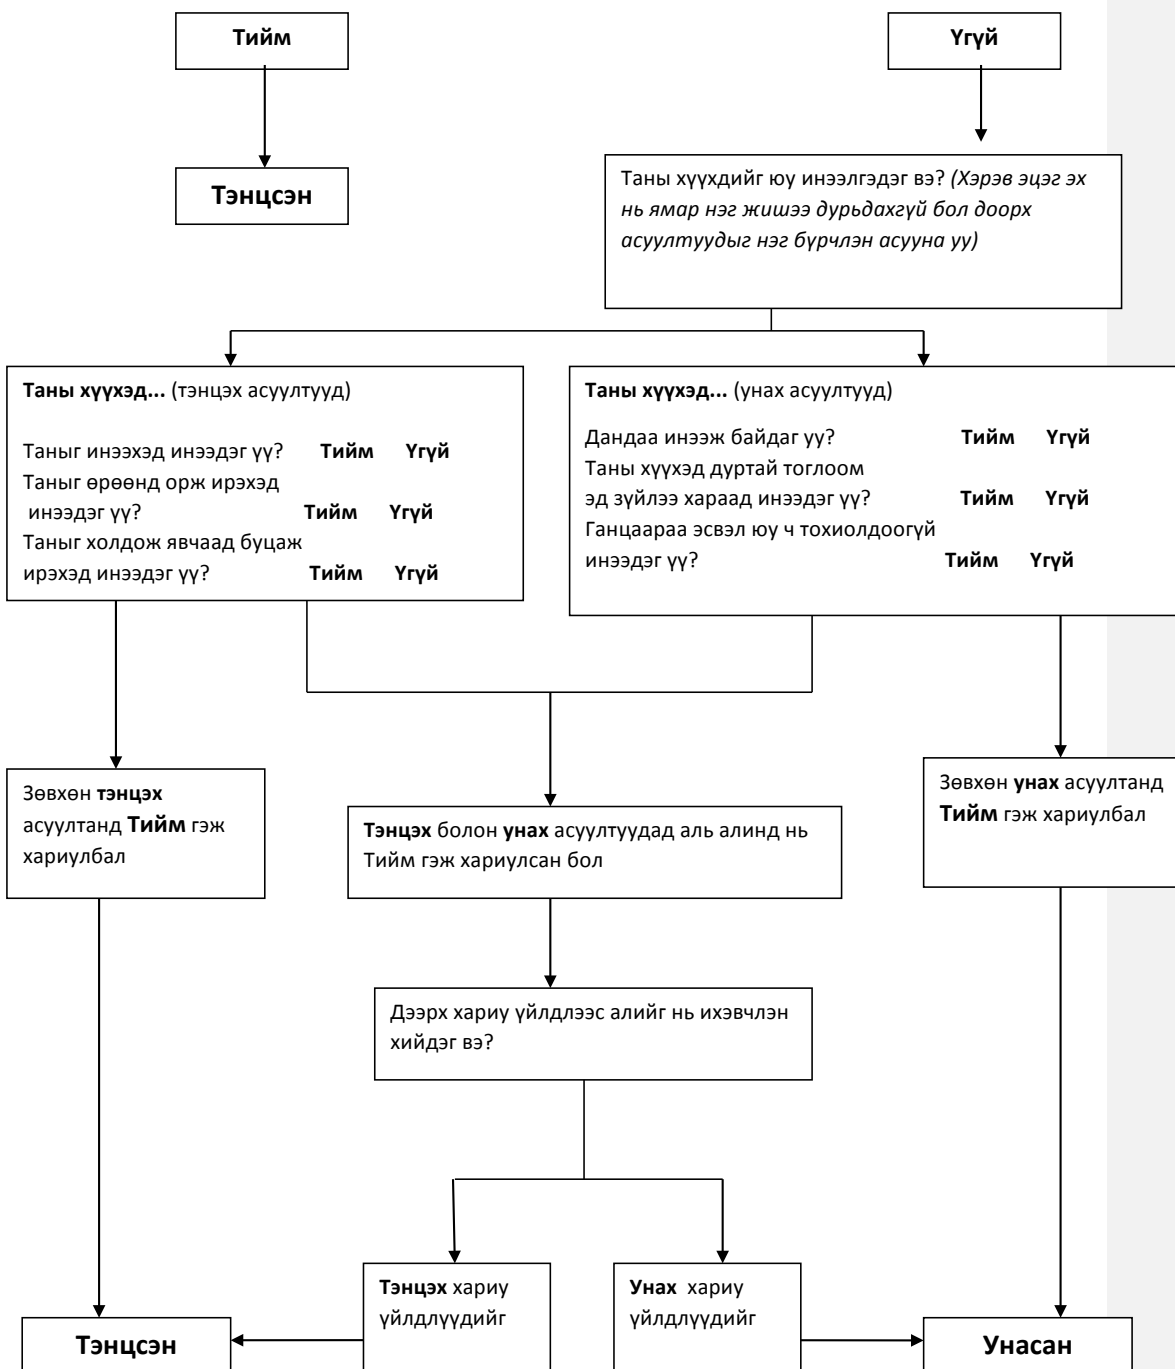 Тийм
Үгүй
Тэнцсэн
Таны хүүхдийг юу инээлгэдэг вэ? (Хэрэв эцэг эх
нь ямар нэг жишээ дурьдахгүй бол доорх
асуултуудыг нэг бүрчлэн асууна уу)
Таны хүүхэд... (тэнцэх асуултууд)
Таныг инээхэд инээдэг үү? Тийм Үгүй
Таныг өрөөнд орж ирэхэд
инээдэг үү? Тийм Үгүй
Таныг холдож явчаад буцаж
ирэхэд инээдэг үү? Тийм Үгүй
Таны хүүхэд... (унах асуултууд)
Дандаа инээж байдаг уу? Тийм Үгүй
Таны хүүхэд дуртай тоглоом
эд зүйлээ хараад инээдэг үү? Тийм Үгүй
Ганцаараа эсвэл юу ч тохиолдоогүй
инээдэг үү? Тийм Үгүй
Зөвхөн тэнцэх
асуултанд Тийм гэж
хариулбал
Тэнцэх болон унах асуултуудад аль алинд нь
Тийм гэж хариулсан бол
Зөвхөн унах асуултанд
Тийм гэж хариулбал
Дээрх хариу үйлдлээс алийг нь ихэвчлэн
хийдэг вэ?
Тэнцэх хариу
үйлдлүүдийг
Унах хариу
үйлдлүүдийг
Тэнцсэн
Унасан